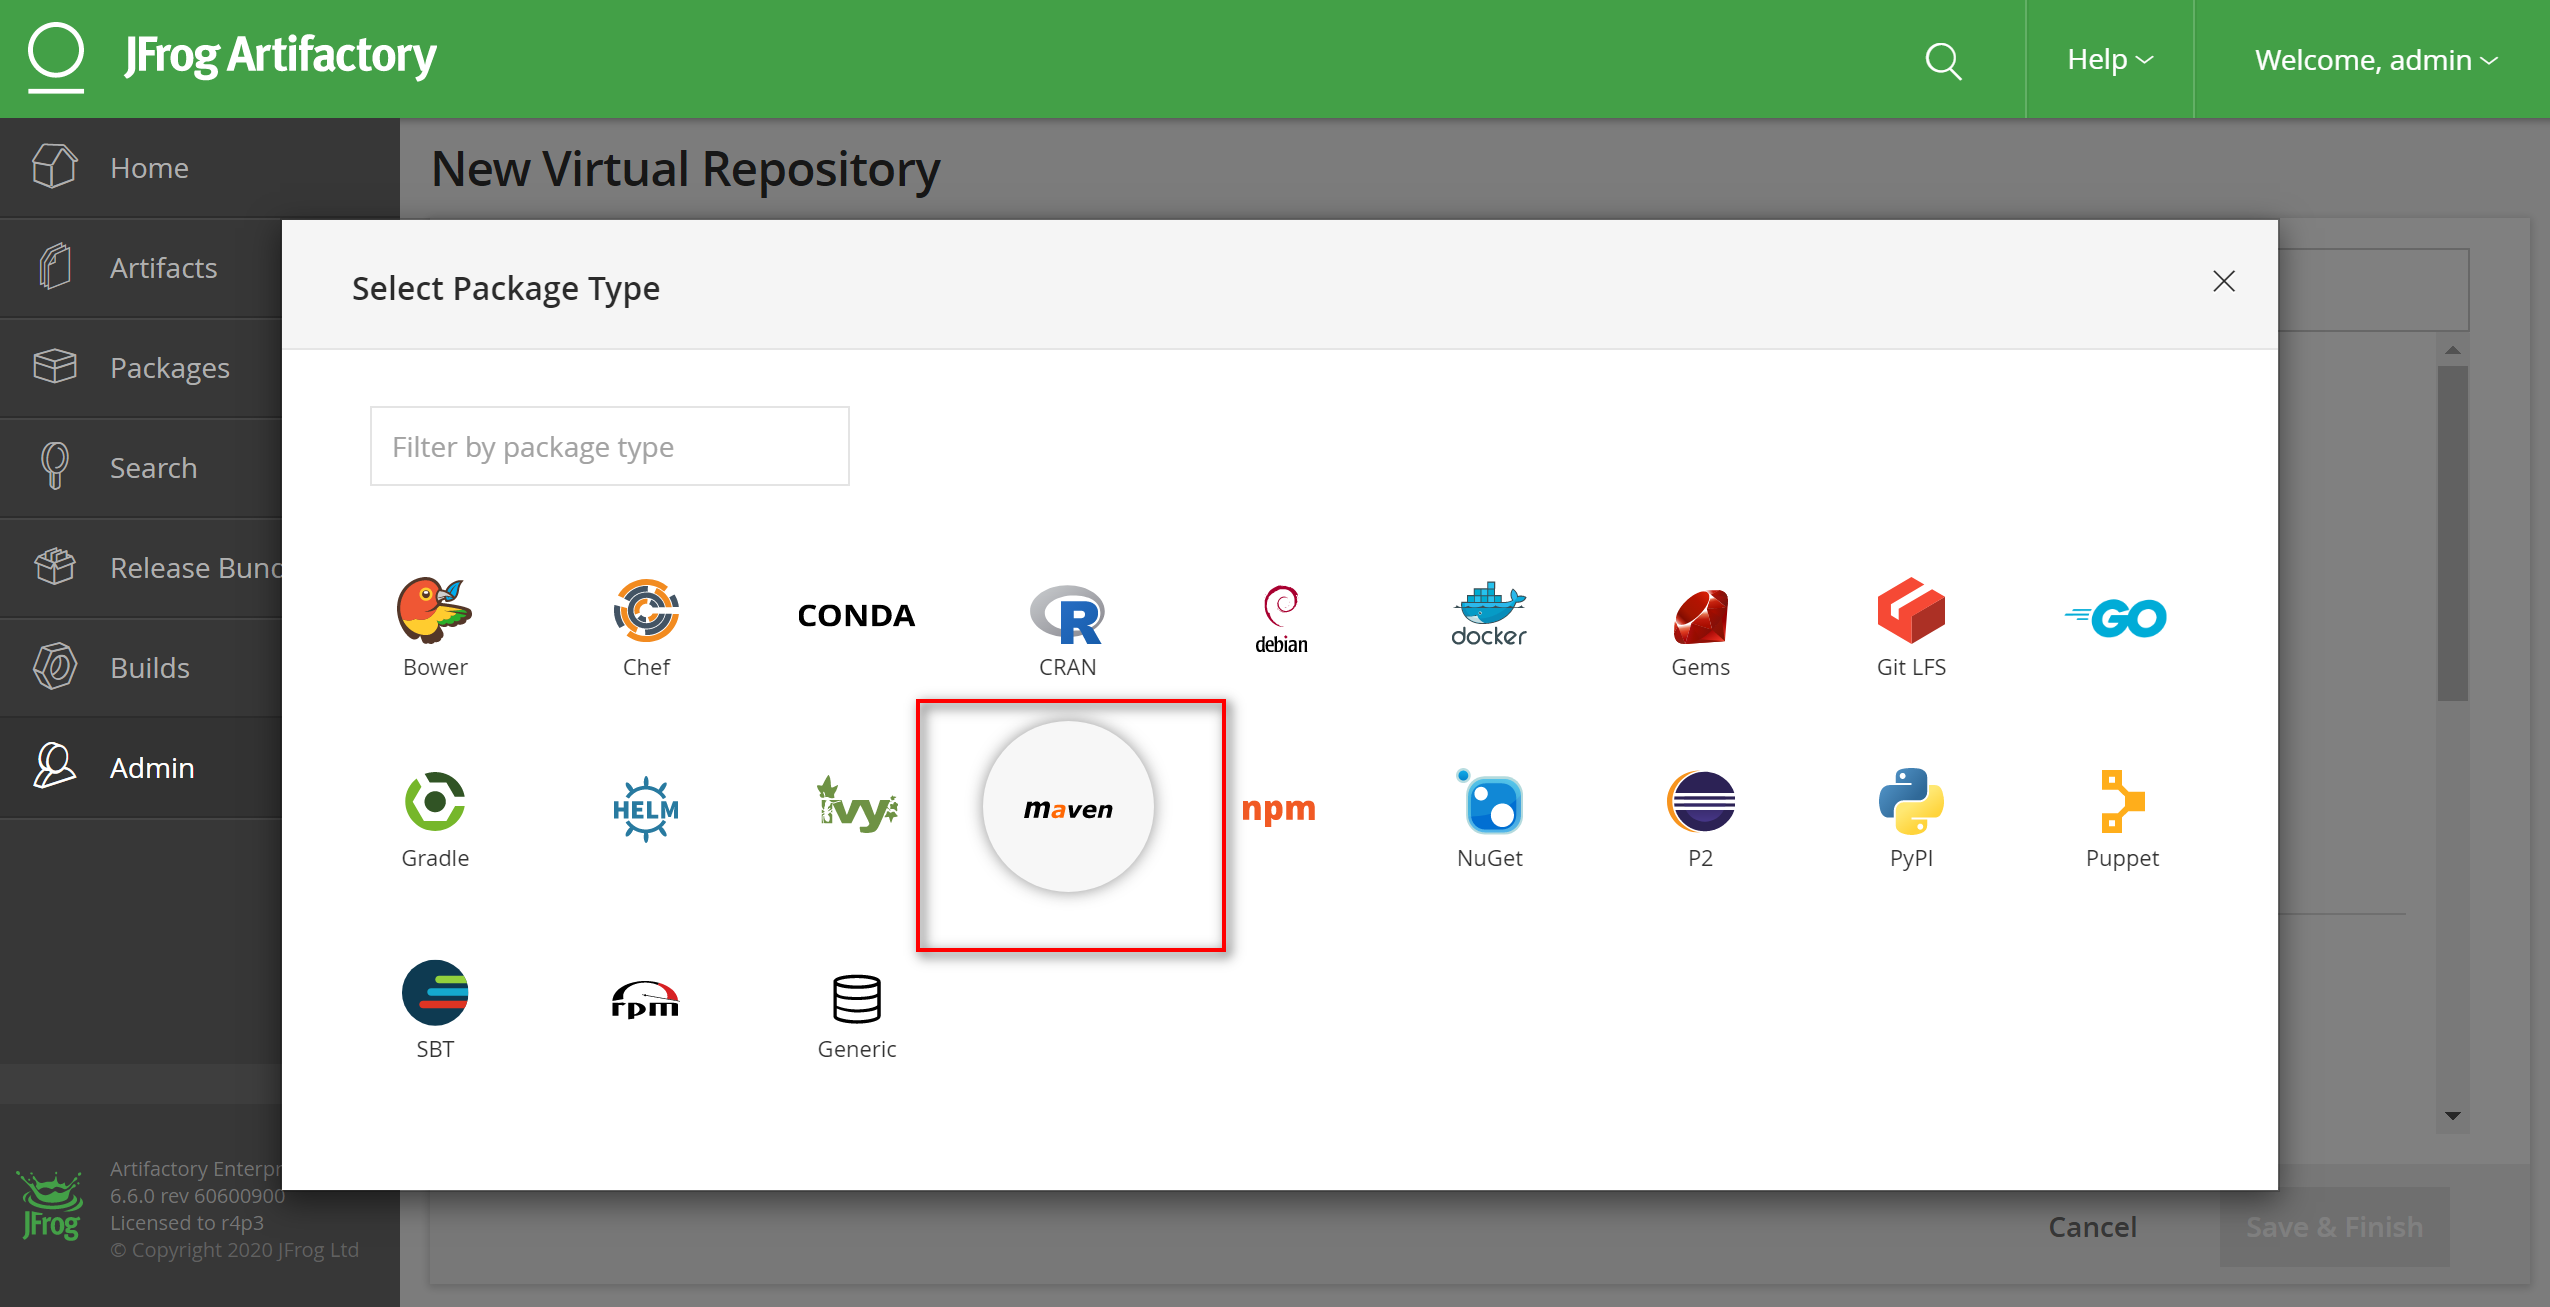 JFrog Artifactory
Help
Welcome, admin
Home
Artifacts
Packages
Search
Release Bund
Builds
Admin
New Virtual Repository
Select Package Type
Filter by package type
Bower
Chef
CONDA
R
CRAN
debian
docker
Gems
Git LFS
GO
Gradle
HELM
ivy
maven
npm
NuGet
P2
PyPI
Puppet
SBT
rpm
Generic
JFrog
Artifactory Enterpr
6.6.0 rev 60600900
Licensed to r4p3
© Copyright 2020 JFrog Ltd
Cancel
Save & Finish